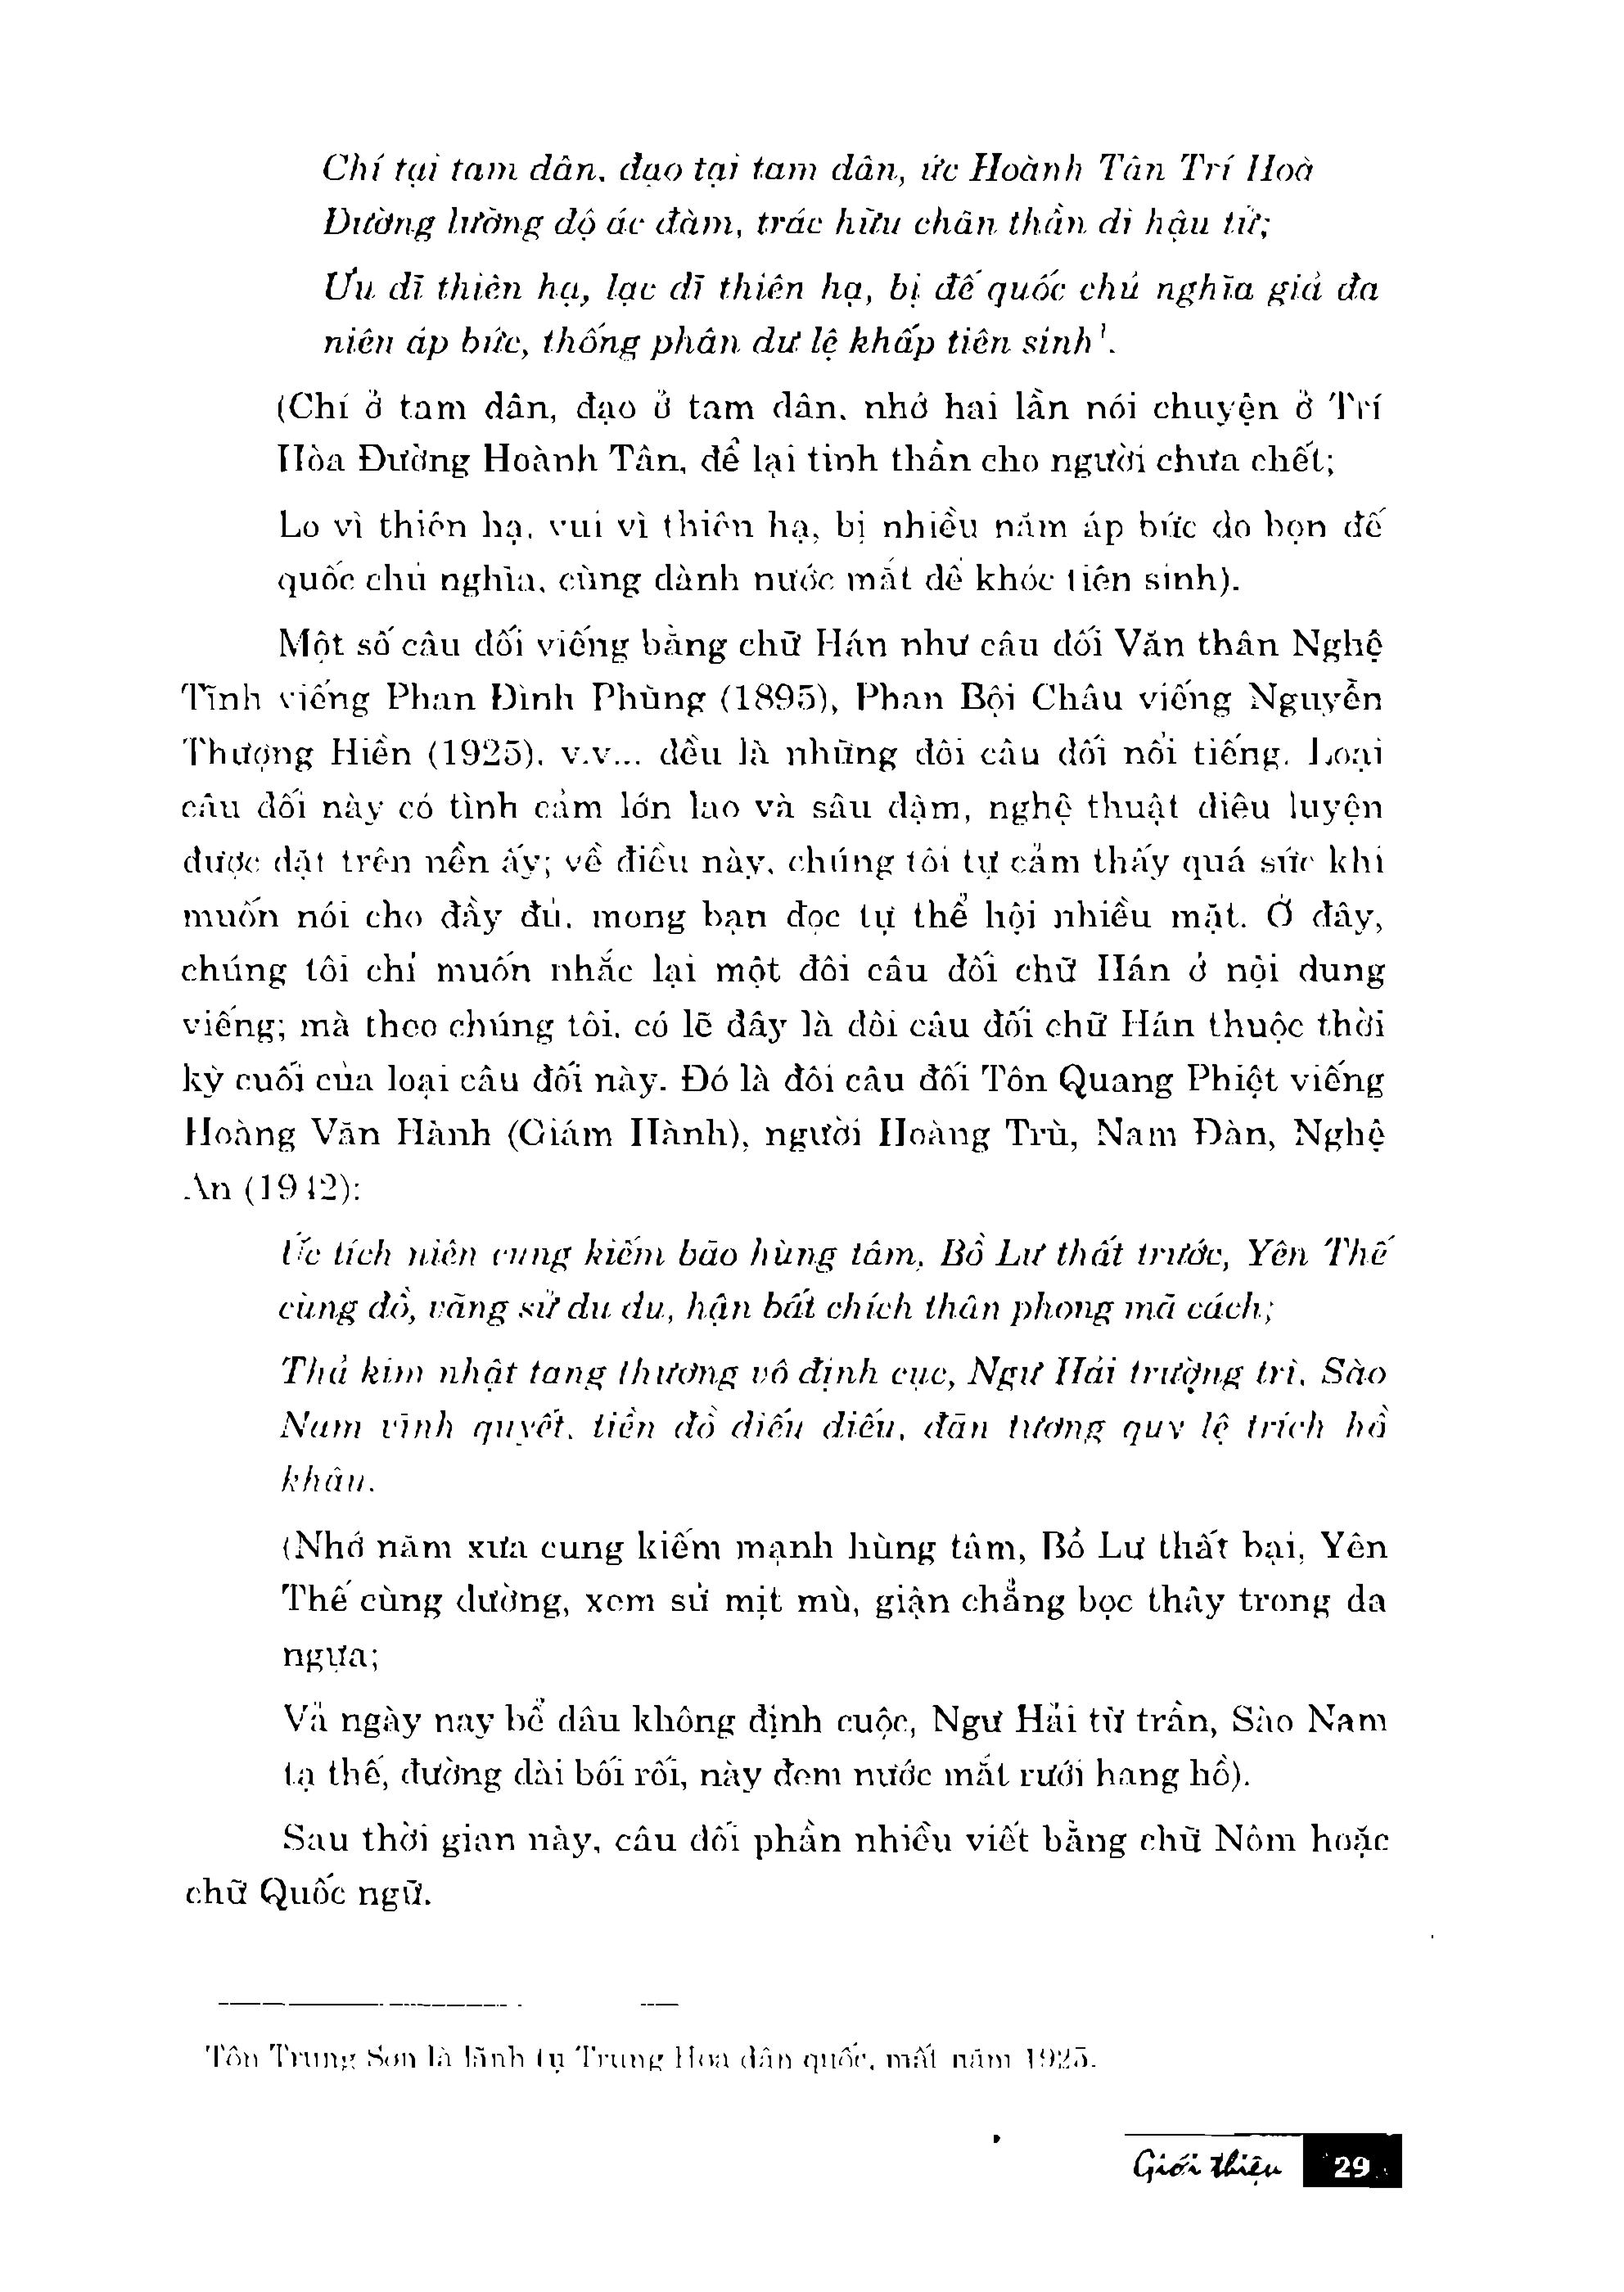 Chí tại tam dân, đạo tại tam dân, ức Hoành Tân Trí Hoà
Đường lưỡng độ ác đàm, trác hữu chân thần di hậu tử;
Ưu dĩ thiên hạ, lạc dĩ thiên hạ, bị đế quốc chủ nghĩa giả đa
niên áp bức, thống phân dư lệ khấp tiên sinh¹.
(Chí ở tam dân, đạo ở tam dân, nhớ hai lần nói chuyện ở Trí
Hòa Đường Hoành Tân, để lại tinh thần cho người chưa chết;
Lo vì thiên hạ, vui vì thiên hạ, bị nhiều năm áp bức do bọn đế
quốc chủ nghĩa, cùng dành nước mắt để khóc tiên sinh).
Một số câu đối viếng bằng chữ Hán như câu đối Văn thân Nghệ
Tĩnh viếng Phan Đình Phùng (1895), Phan Bội Châu viếng Nguyễn
Thượng Hiền (1925), v.v... đều là những đôi câu đối nổi tiếng. Loại
câu đối này có tình cảm lớn lao và sâu đậm, nghệ thuật điêu luyện
được đặt trên nền ấy; về điều này, chúng tôi tự cảm thấy quá sức khi
muốn nói cho đầy đủ, mong bạn đọc tự thể hội nhiều mặt. Ở đây,
chúng tôi chỉ muốn nhắc lại một đôi câu đối chữ Hán ở nội dung
viếng; mà theo chúng tôi, có lẽ đây là đôi câu đối chữ Hán thuộc thời
kỳ cuối của loại câu đối này. Đó là đôi câu đối Tôn Quang Phiệt viếng
Hoàng Văn Hành (Giám Hành), người Hoàng Trù, Nam Đàn, Nghệ
An (1942):
Ức tích niên cung kiếm bão hùng tâm, Bồ Lư thất trước, Yên Thế
cùng đồ, vãng sử du du, hận bất chích thân phong mã cách;
Thả kim nhật tang thương vô định cục, Ngư Hải trường trì, Sào
Nam vĩnh quyết, tiền đồ diếu diếu, đãn tương quy lệ trích hồ
khâu.
(Nhớ năm xưa cung kiếm mạnh hùng tâm, Bồ Lư thất bại, Yên
Thế cùng đường, xem sử mịt mù, giận chẳng bọc thây trong da
ngựa;
Vả ngày nay bể dâu không định cuộc, Ngư Hải từ trần, Sào Nam
tạ thế, đường dài bối rối, này đem nước mắt rưới hang hồ).
Sau thời gian này, câu đối phần nhiều viết bằng chữ Nôm hoặc
chữ Quốc ngữ.
Tôn Trung Sơn là lãnh tụ Trung Hoa dân quốc, mất năm 1925.
Giới thiệu 29